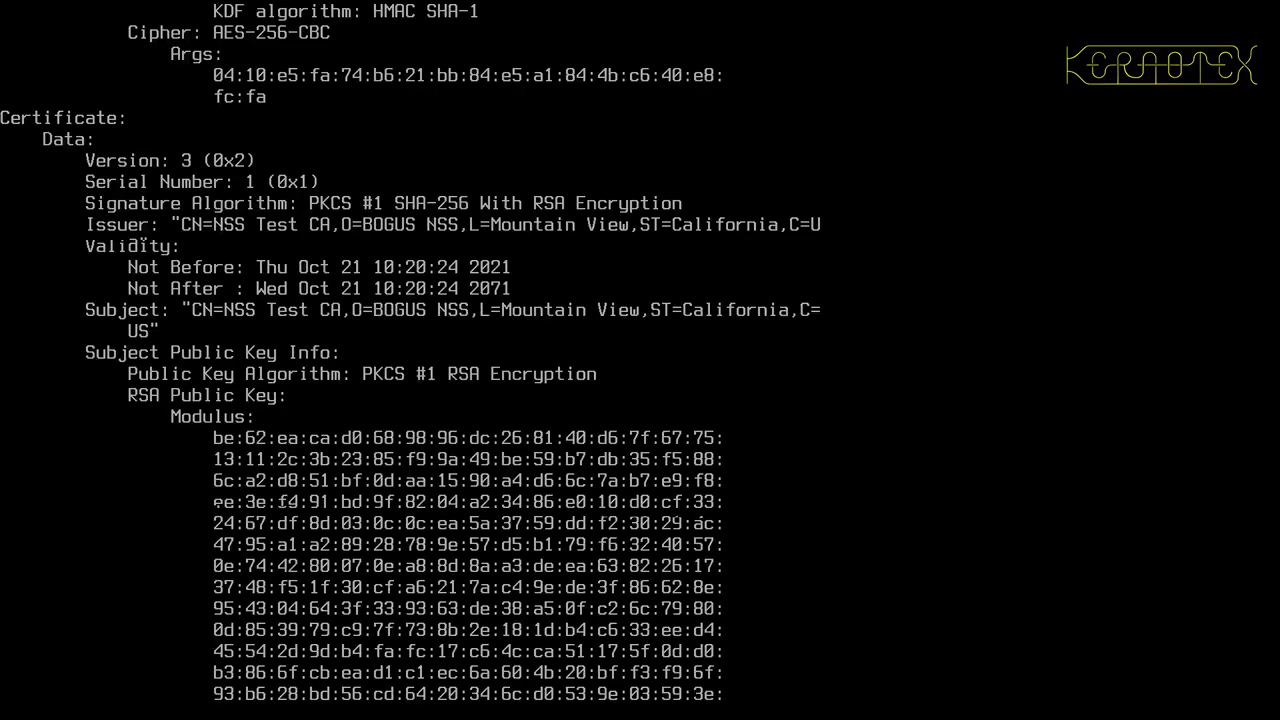 KDF algorithm: HMAC SHA-1
Cipher: AES-256-CBC
Args:
04:10:e5:fa:74:b6:21:bb:84:e5:a1:84:4b:c6:40:e8:
fc:fa
KERAOTEX
Certificate:
Data:
Version: 3 (0x2)
Serial Number: 1 (0x1)
Signature Algorithm: PKCS #1 SHA-256 With RSA Encryption
Issuer: "CN=NSS Test CA,O=BOGUS NSS,L=Mountain View,ST=California,C=U
Validity:
Not Before: Thu Oct 21 10:20:24 2021
Not After : Wed Oct 21 10:20:24 2071
Subject: "CN=NSS Test CA,O=BOGUS NSS,L=Mountain View,ST=California,C=
US"
Subject Public Key Info:
Public Key Algorithm: PKCS #1 RSA Encryption
RSA Public Key:
Modulus:
be:62:ea:ca:d0:68:98:96:dc:26:81:40:d6:7f:67:75:
13:11:2c:3b:23:85:f9:9a:49:be:59:b7:db:35:f5:88:
6c:a2:d8:51:bf:0d:aa:15:90:a4:d6:6c:7a:b7:e9:f8:
ee:3e:f4:91:bd:9f:82:04:a2:34:86:e0:10:d0:cf:33:
24:67:df:8d:03:0c:0c:ea:5a:37:59:dd:f2:30:29:ac:
47:95:a1:a2:89:28:78:9e:57:d5:b1:79:f6:32:40:57:
0e:74:42:80:07:0e:a8:8d:8a:a3:de:ea:63:82:26:17:
37:48:f5:1f:30:cf:a6:21:7a:c4:9e:de:3f:86:62:8e:
95:43:04:64:3f:33:93:63:de:38:a5:0f:c2:6c:79:80:
0d:85:39:79:c9:7f:73:8b:2e:18:1d:b4:c6:33:ee:d4:
45:54:2d:9d:b4:fa:fc:17:c6:4c:ca:51:17:5f:0d:d0:
b3:86:6f:cb:ea:d1:c1:ec:6a:60:4b:20:bf:f3:f9:6f:
93:b6:28:bd:56:cd:64:20:34:6c:d0:53:9e:03:59:3e: